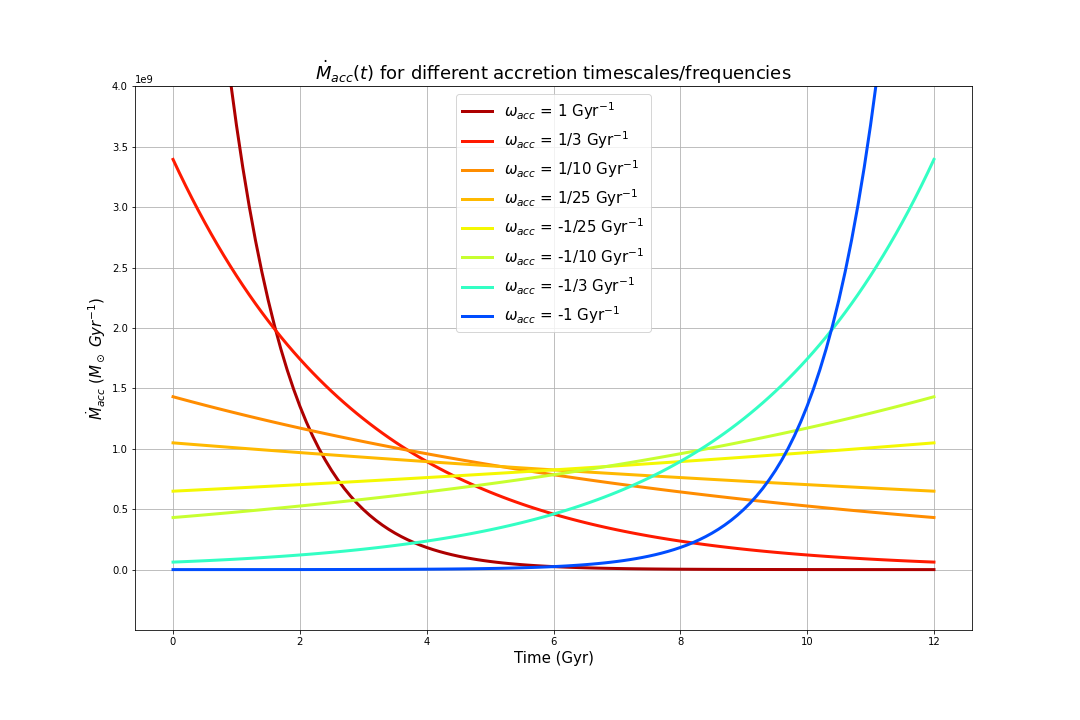 Ṁ_acc(t) for different accretion timescales/frequencies
1e9
4.0
3.5
3.0
2.5
2.0
1.5
1.0
0.5
0.0
Ṁ_acc (M_⊙ Gyr⁻¹)
ω_acc = 1 Gyr⁻¹
ω_acc = 1/3 Gyr⁻¹
ω_acc = 1/10 Gyr⁻¹
ω_acc = 1/25 Gyr⁻¹
ω_acc = -1/25 Gyr⁻¹
ω_acc = -1/10 Gyr⁻¹
ω_acc = -1/3 Gyr⁻¹
ω_acc = -1 Gyr⁻¹
0 2 4 6 8 10 12
Time (Gyr)